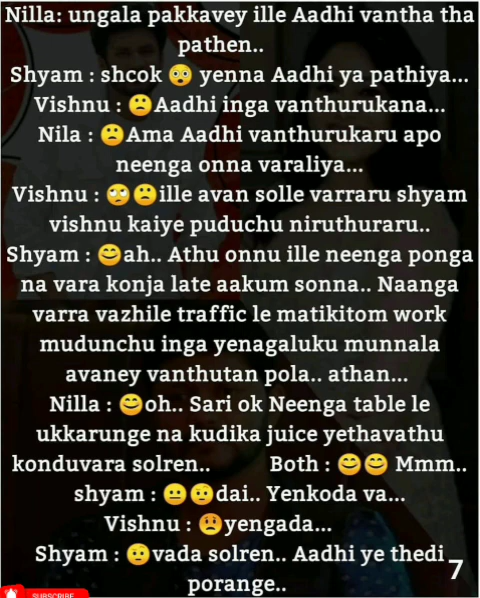 Nilla: ungala pakkavey ille Aadhi vantha tha
pathen..
Shyam : shcok 😳 yenna Aadhi ya pathiya...
Vishnu : 🙁Aadhi inga vanthurukana...
Nila : 🙁Ama Aadhi vanthurukaru apo
neenga onna varaliya...
Vishnu : 🙄🙁ille avan solle varraru shyam
vishnu kaiye puduchu niruthuraru..
Shyam : 😊ah.. Athu onnu ille neenga ponga
na vara konja late aakum sonna.. Naanga
varra vazhile traffic le matikitom work
mudunchu inga yenagaluku munnala
avaney vanthutan pola.. athan...
Nilla : 😊oh.. Sari ok Neenga table le
ukkarunge na kudika juice yethavathu
konduvara solren.. Both : 😊😊 Mmm..
shyam : 😐🤨dai.. Yenkoda va...
Vishnu : 😟yengada...
Shyam : 😐vada solren.. Aadhi ye thedi
porange..
7
SUBSCRIBE